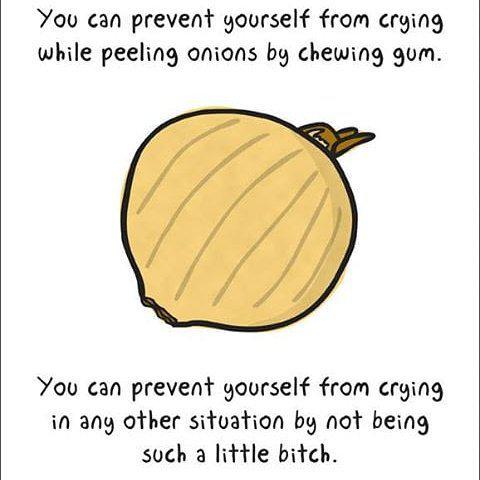 You can prevent yourself from crying
while peeling onions by chewing gum.
You can prevent yourself from crying
in any other situation by not being
such a little bitch.